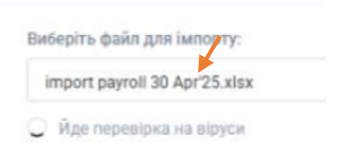 Виберіть файл для імпорту:
import payroll 30 Apr'25.xlsx
Йде перевірка на віруси